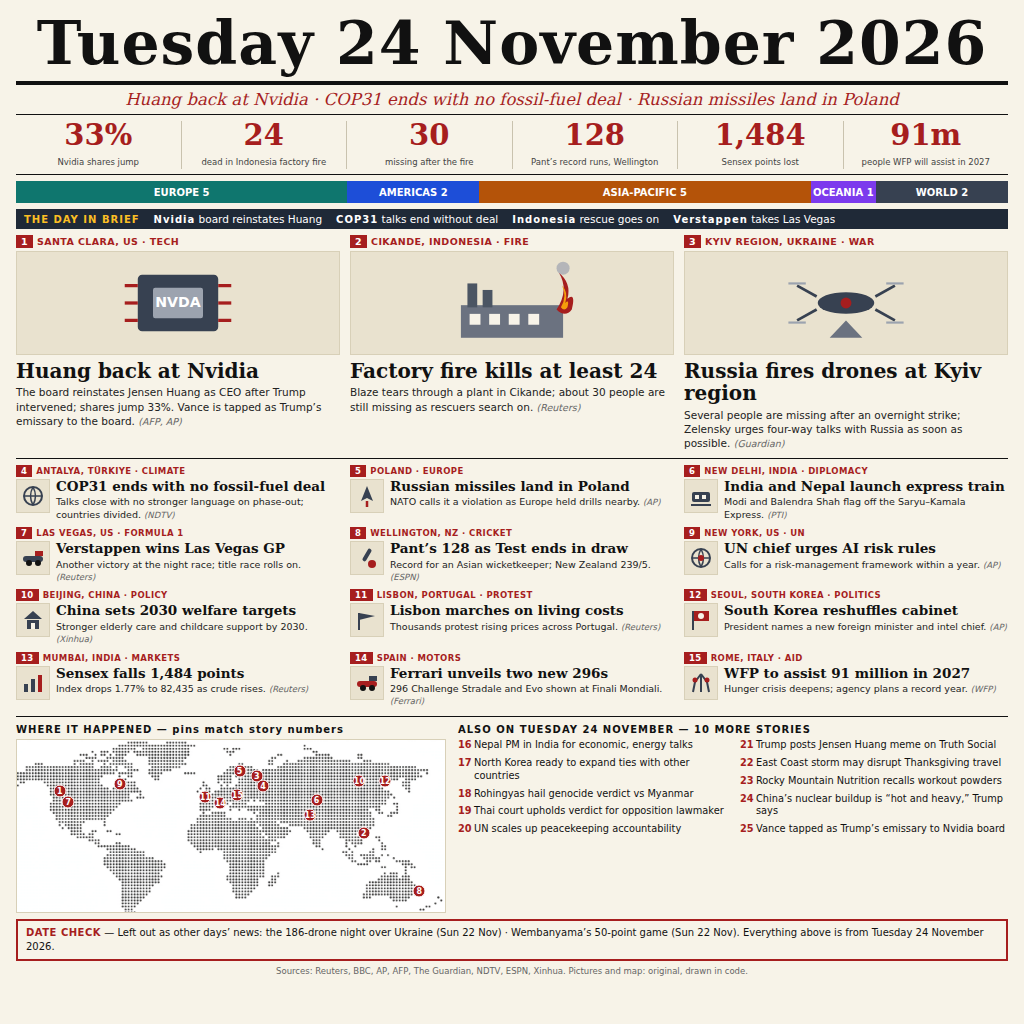 Tuesday 24 November 2026
Huang back at Nvidia · COP31 ends with no fossil-fuel deal · Russian missiles land in Poland
33%
Nvidia shares jump
24
dead in Indonesia factory fire
30
missing after the fire
128
Pant’s record runs, Wellington
1,484
Sensex points lost
91m
people WFP will assist in 2027
EUROPE 5
AMERICAS 2
ASIA-PACIFIC 5
OCEANIA 1
WORLD 2
THE DAY IN BRIEF Nvidia board reinstates Huang COP31 talks end without deal Indonesia rescue goes on Verstappen takes Las Vegas
1 SANTA CLARA, US · TECH
NVDA
Huang back at Nvidia
The board reinstates Jensen Huang as CEO after Trump
intervened; shares jump 33%. Vance is tapped as Trump’s
emissary to the board. (AFP, AP)
2 CIKANDE, INDONESIA · FIRE
Factory fire kills at least 24
Blaze tears through a plant in Cikande; about 30 people are
still missing as rescuers search on. (Reuters)
3 KYIV REGION, UKRAINE · WAR
Russia fires drones at Kyiv
region
Several people are missing after an overnight strike;
Zelensky urges four-way talks with Russia as soon as
possible. (Guardian)
4 ANTALYA, TÜRKIYE · CLIMATE
COP31 ends with no fossil-fuel deal
Talks close with no stronger language on phase-out;
countries divided. (NDTV)
5 POLAND · EUROPE
Russian missiles land in Poland
NATO calls it a violation as Europe held drills nearby. (AP)
6 NEW DELHI, INDIA · DIPLOMACY
India and Nepal launch express train
Modi and Balendra Shah flag off the Saryu–Kamala
Express. (PTI)
7 LAS VEGAS, US · FORMULA 1
Verstappen wins Las Vegas GP
Another victory at the night race; title race rolls on.
(Reuters)
8 WELLINGTON, NZ · CRICKET
Pant’s 128 as Test ends in draw
Record for an Asian wicketkeeper; New Zealand 239/5.
(ESPN)
9 NEW YORK, US · UN
UN chief urges AI risk rules
Calls for a risk-management framework within a year. (AP)
10 BEIJING, CHINA · POLICY
China sets 2030 welfare targets
Stronger elderly care and childcare support by 2030.
(Xinhua)
11 LISBON, PORTUGAL · PROTEST
Lisbon marches on living costs
Thousands protest rising prices across Portugal. (Reuters)
12 SEOUL, SOUTH KOREA · POLITICS
South Korea reshuffles cabinet
President names a new foreign minister and intel chief. (AP)
13 MUMBAI, INDIA · MARKETS
Sensex falls 1,484 points
Index drops 1.77% to 82,435 as crude rises. (Reuters)
14 SPAIN · MOTORS
Ferrari unveils two new 296s
296 Challenge Stradale and Evo shown at Finali Mondiali.
(Ferrari)
15 ROME, ITALY · AID
WFP to assist 91 million in 2027
Hunger crisis deepens; agency plans a record year. (WFP)
WHERE IT HAPPENED — pins match story numbers
5
3
4
1
9
10
12
7
11
14
15
6
13
2
8
ALSO ON TUESDAY 24 NOVEMBER — 10 MORE STORIES
16 Nepal PM in India for economic, energy talks
17 North Korea ready to expand ties with other
countries
18 Rohingyas hail genocide verdict vs Myanmar
19 Thai court upholds verdict for opposition lawmaker
20 UN scales up peacekeeping accountability
21 Trump posts Jensen Huang meme on Truth Social
22 East Coast storm may disrupt Thanksgiving travel
23 Rocky Mountain Nutrition recalls workout powders
24 China’s nuclear buildup is “hot and heavy,” Trump
says
25 Vance tapped as Trump’s emissary to Nvidia board
DATE CHECK — Left out as other days’ news: the 186-drone night over Ukraine (Sun 22 Nov) · Wembanyama’s 50-point game (Sun 22 Nov). Everything above is from Tuesday 24 November
2026.
Sources: Reuters, BBC, AP, AFP, The Guardian, NDTV, ESPN, Xinhua. Pictures and map: original, drawn in code.